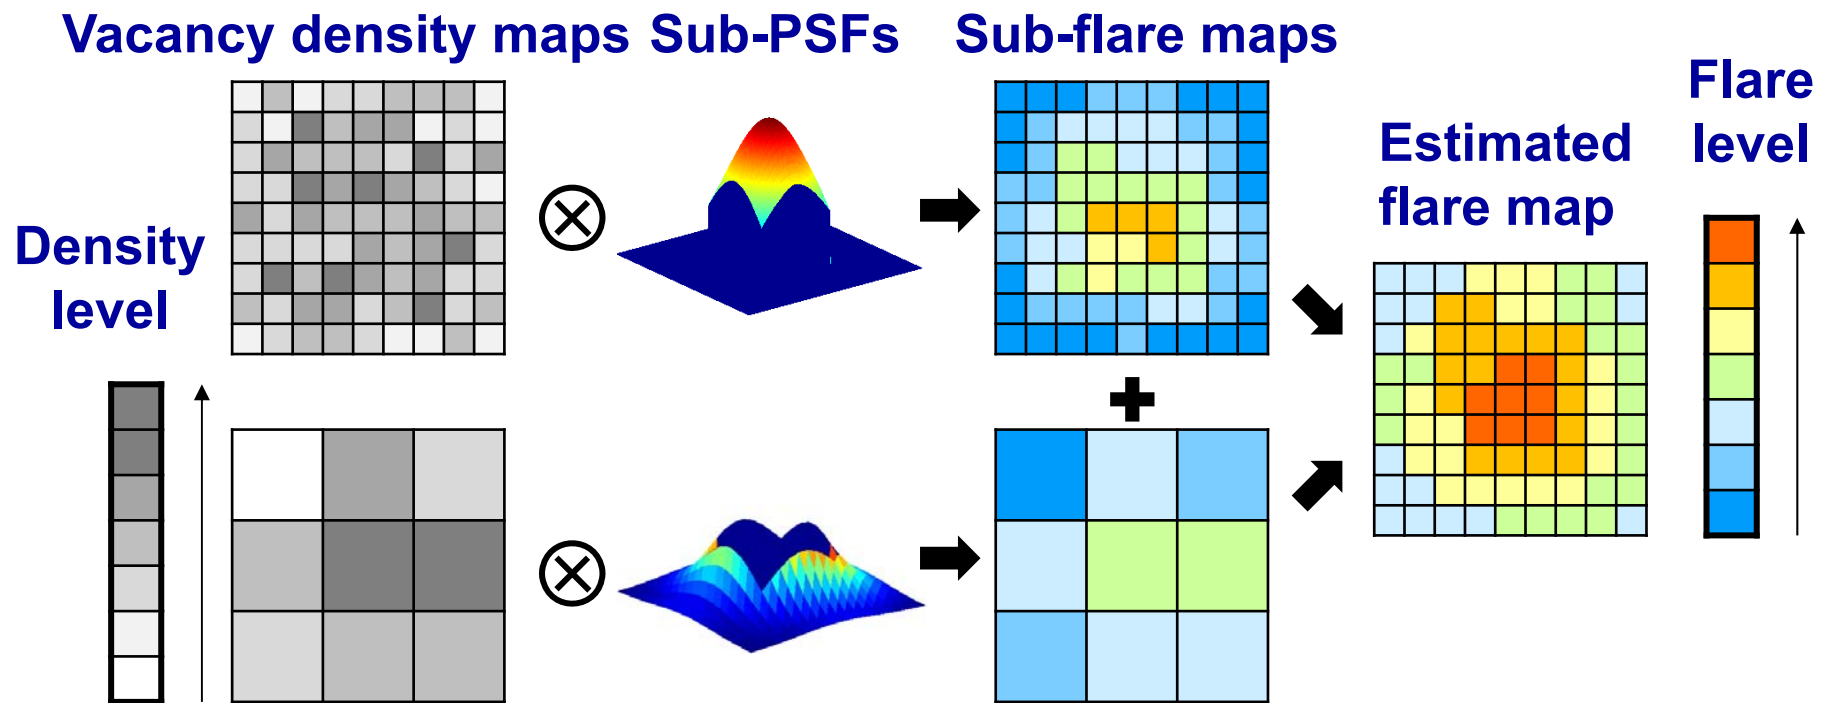 Vacancy density maps
Sub-PSFs
Sub-flare maps
Flare
level
Estimated
flare map
Density
level